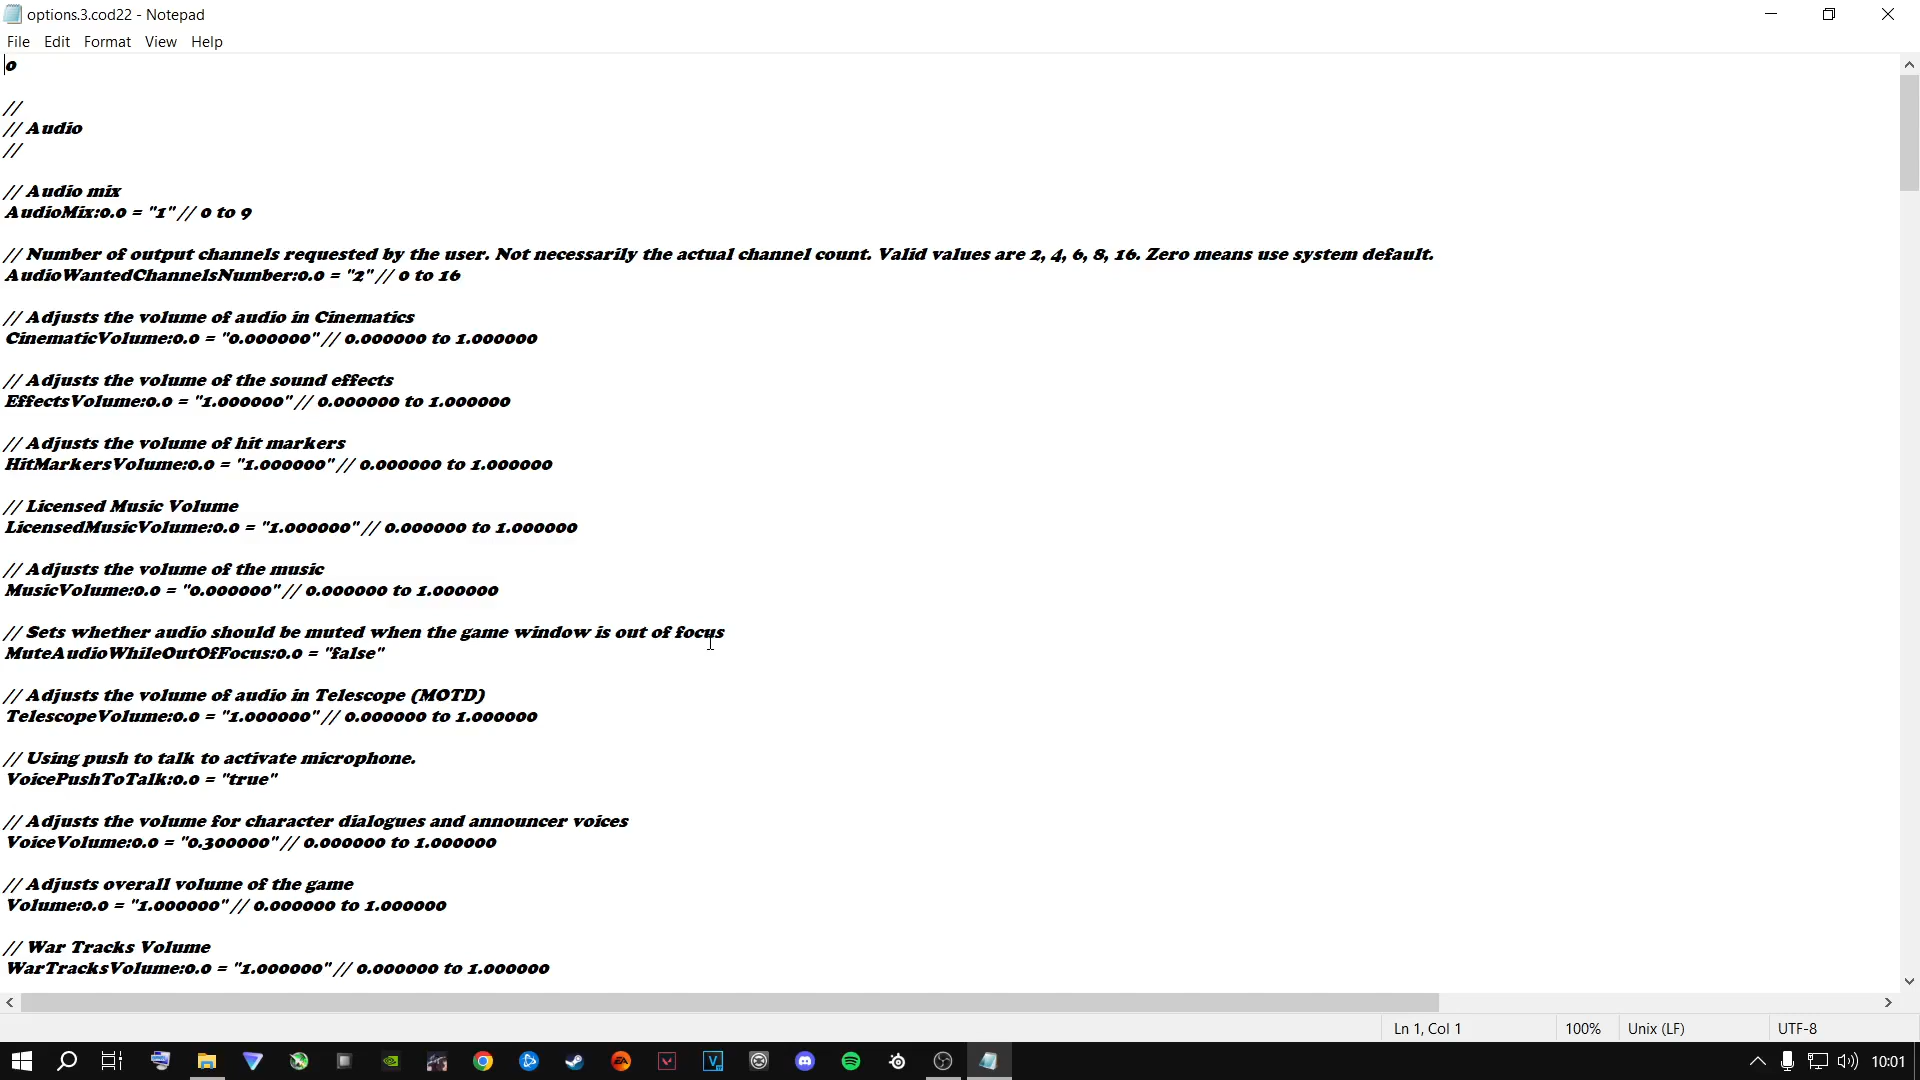 options.3.cod22 - Notepad
File Edit Format View Help
0
//
// Audio
//
// Audio mix
AudioMix:0.0 = "1" // 0 to 9
// Number of output channels requested by the user. Not necessarily the actual channel count. Valid values are 2, 4, 6, 8, 16. Zero means use system default.
AudioWantedChannelsNumber:0.0 = "2" // 0 to 16
// Adjusts the volume of audio in Cinematics
CinematicVolume:0.0 = "0.000000" // 0.000000 to 1.000000
// Adjusts the volume of the sound effects
EffectsVolume:0.0 = "1.000000" // 0.000000 to 1.000000
// Adjusts the volume of hit markers
HitMarkersVolume:0.0 = "1.000000" // 0.000000 to 1.000000
// Licensed Music Volume
LicensedMusicVolume:0.0 = "1.000000" // 0.000000 to 1.000000
// Adjusts the volume of the music
MusicVolume:0.0 = "0.000000" // 0.000000 to 1.000000
// Sets whether audio should be muted when the game window is out of focus
MuteAudioWhileOutOfFocus:0.0 = "false"
// Adjusts the volume of audio in Telescope (MOTD)
TelescopeVolume:0.0 = "1.000000" // 0.000000 to 1.000000
// Using push to talk to activate microphone.
VoicePushToTalk:0.0 = "true"
// Adjusts the volume for character dialogues and announcer voices
VoiceVolume:0.0 = "0.300000" // 0.000000 to 1.000000
// Adjusts overall volume of the game
Volume:0.0 = "1.000000" // 0.000000 to 1.000000
// War Tracks Volume
WarTracksVolume:0.0 = "1.000000" // 0.000000 to 1.000000
Ln 1, Col 1 100% Unix (LF) UTF-8
10:01